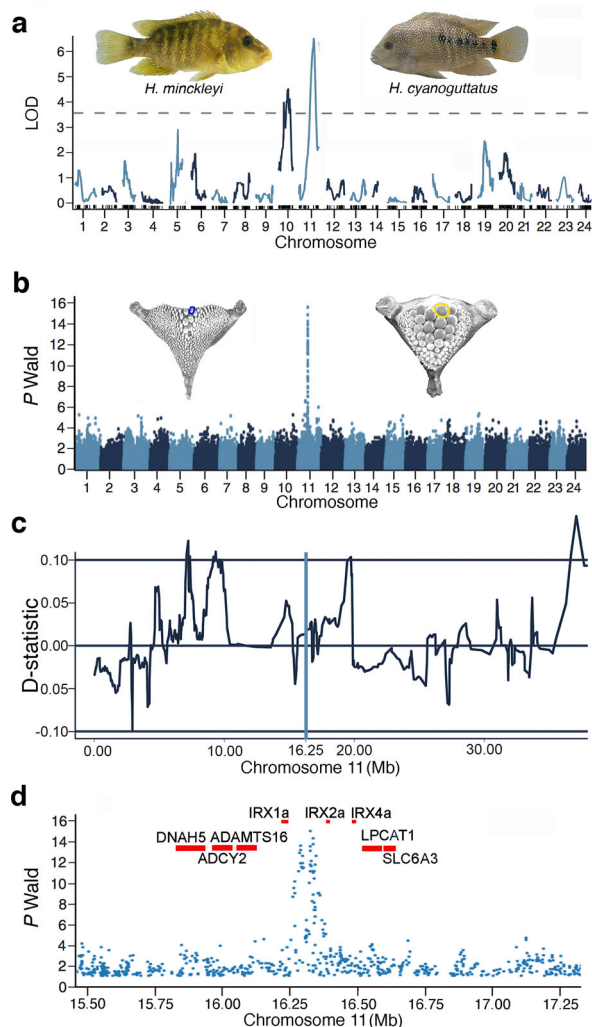 a
H. minckleyi
H. cyanoguttatus
LOD
6
5
4
3
2
1
0
1 2 3 4 5 6 7 8 9 10 11 12 13 14 15 16 17 18 19 20 21 22 23 24
Chromosome
b
P Wald
16
14
12
10
8
6
4
2
0
1 2 3 4 5 6 7 8 9 10 11 12 13 14 15 16 17 18 19 20 21 22 23 24
Chromosome
c
D-statistic
0.10
0.05
0.00
0.05
-0.10
0.00 10.00 16.25 20.00 30.00
Chromosome 11 (Mb)
d
P Wald
16
14
12
10
8
6
4
2
0
IRX1a IRX2a IRX4a
DNAH5 ADAMTS16 LPCAT1
ADCY2 SLC6A3
15.50 15.75 16.00 16.25 16.50 16.75 17.00 17.25
Chromosome 11 (Mb)